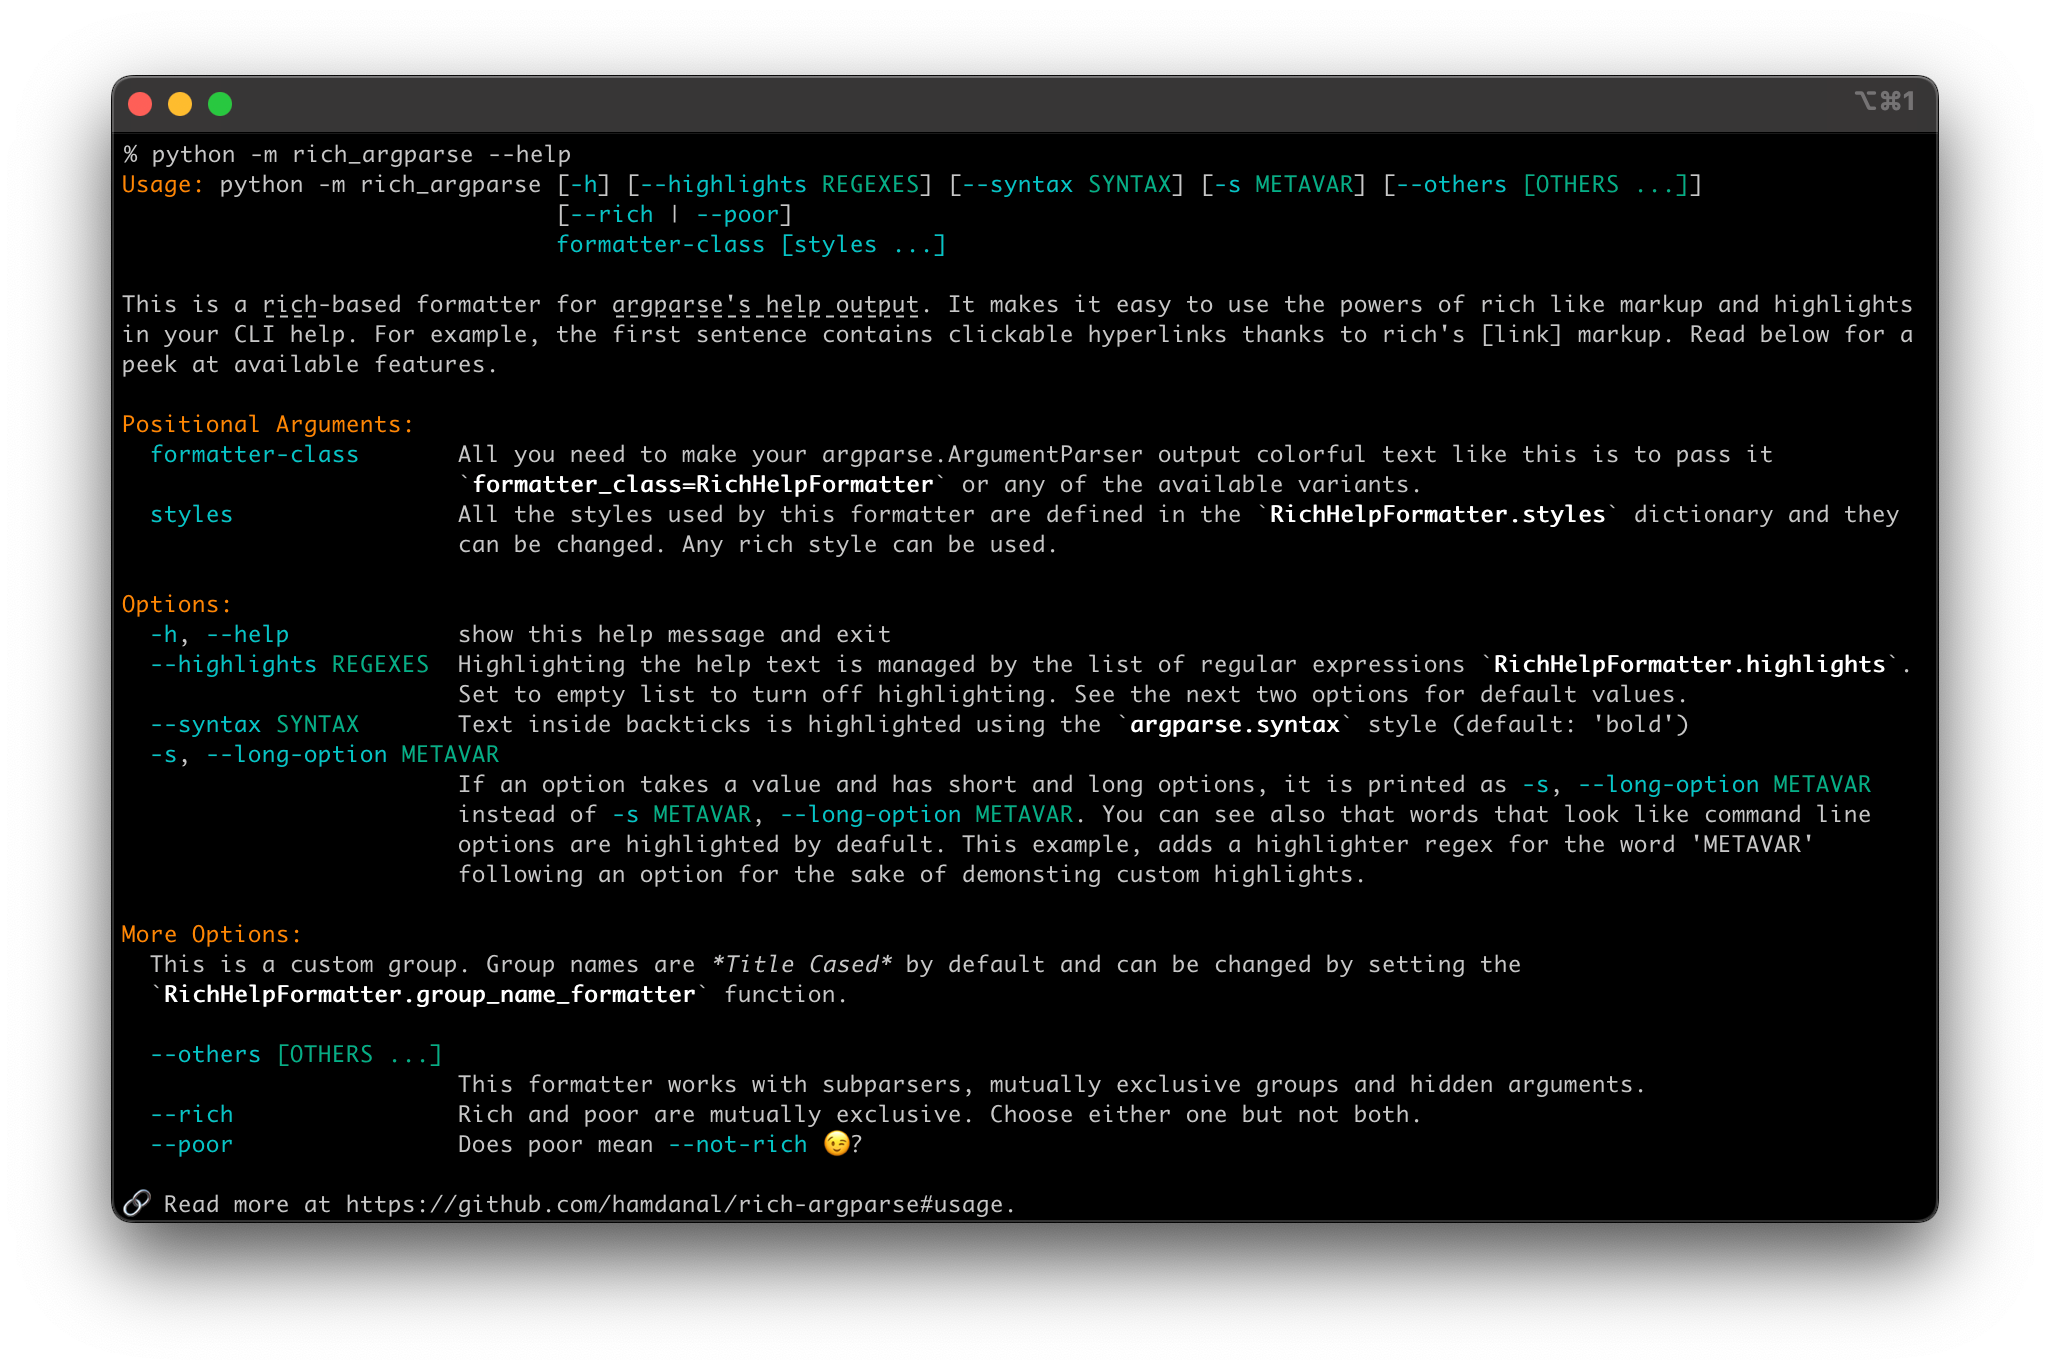 ⌥⌘1
% python -m rich_argparse --help
Usage: python -m rich_argparse [-h] [--highlights REGEXES] [--syntax SYNTAX] [-s METAVAR] [--others [OTHERS ...]]
[--rich | --poor]
formatter-class [styles ...]
This is a rich-based formatter for argparse's help output. It makes it easy to use the powers of rich like markup and highlights
in your CLI help. For example, the first sentence contains clickable hyperlinks thanks to rich's [link] markup. Read below for a
peek at available features.
Positional Arguments:
formatter-class All you need to make your argparse.ArgumentParser output colorful text like this is to pass it
`formatter_class=RichHelpFormatter` or any of the available variants.
styles All the styles used by this formatter are defined in the `RichHelpFormatter.styles` dictionary and they
can be changed. Any rich style can be used.
Options:
-h, --help show this help message and exit
--highlights REGEXES Highlighting the help text is managed by the list of regular expressions `RichHelpFormatter.highlights`.
Set to empty list to turn off highlighting. See the next two options for default values.
--syntax SYNTAX Text inside backticks is highlighted using the `argparse.syntax` style (default: 'bold')
-s, --long-option METAVAR
If an option takes a value and has short and long options, it is printed as -s, --long-option METAVAR
instead of -s METAVAR, --long-option METAVAR. You can see also that words that look like command line
options are highlighted by deafult. This example, adds a highlighter regex for the word 'METAVAR'
following an option for the sake of demonsting custom highlights.
More Options:
This is a custom group. Group names are *Title Cased* by default and can be changed by setting the
`RichHelpFormatter.group_name_formatter` function.
--others [OTHERS ...]
This formatter works with subparsers, mutually exclusive groups and hidden arguments.
--rich Rich and poor are mutually exclusive. Choose either one but not both.
--poor Does poor mean --not-rich 😉?
🔗 Read more at https://github.com/hamdanal/rich-argparse#usage.